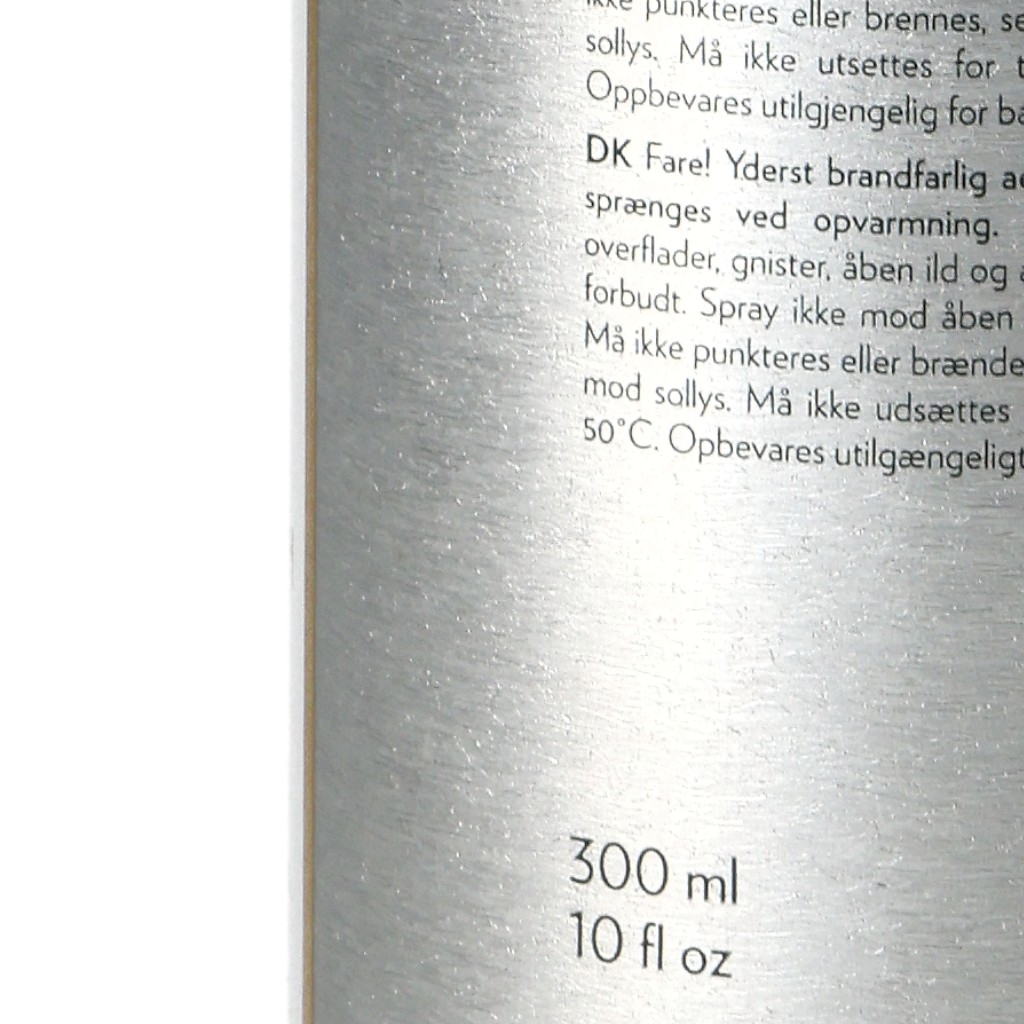 ikke punkteres eller brennes, se
sollys. Må ikke utsettes for t
Oppbevares utilgjengelig for ba
DK Fare! Yderst brandfarlig ae
sprænges ved opvarmning.
overflader, gnister, åben ild og a
forbudt. Spray ikke mod åben
Må ikke punkteres eller brænde
mod sollys. Må ikke udsættes
50°C. Opbevares utilgængeligt
300 ml
10 fl oz